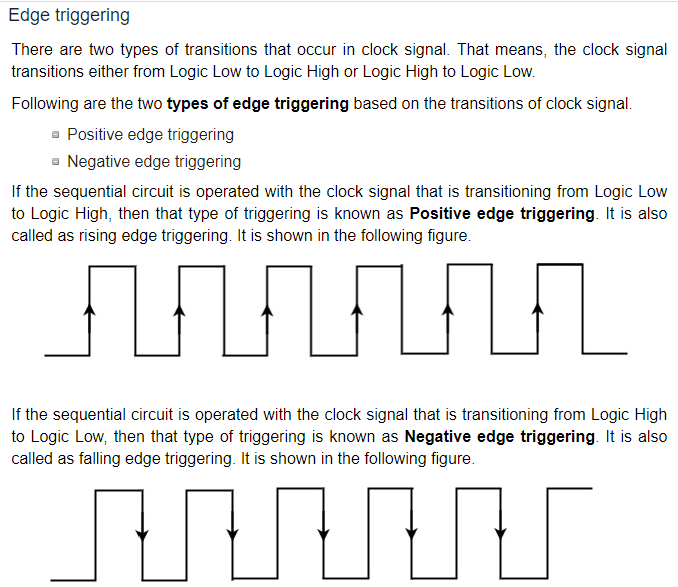 Edge triggering
There are two types of transitions that occur in clock signal. That means, the clock signal
transitions either from Logic Low to Logic High or Logic High to Logic Low.
Following are the two types of edge triggering based on the transitions of clock signal.
Positive edge triggering
Negative edge triggering
If the sequential circuit is operated with the clock signal that is transitioning from Logic Low
to Logic High, then that type of triggering is known as Positive edge triggering. It is also
called as rising edge triggering. It is shown in the following figure.
If the sequential circuit is operated with the clock signal that is transitioning from Logic High
to Logic Low, then that type of triggering is known as Negative edge triggering. It is also
called as falling edge triggering. It is shown in the following figure.